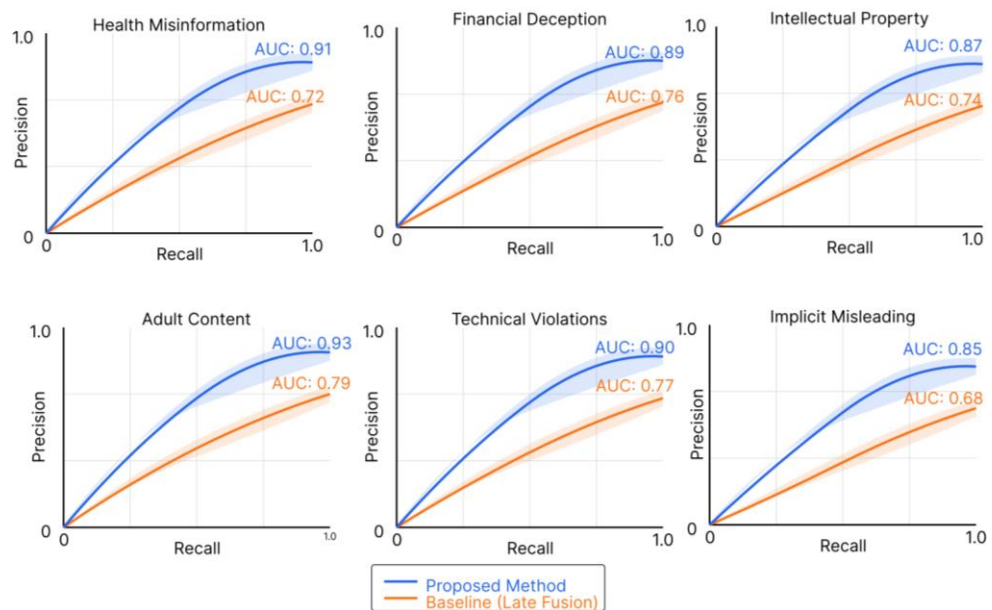 Health Misinformation
1.0
AUC: 0.91
AUC: 0.72
Precision
0
0
Recall
1.0
Financial Deception
1.0
AUC: 0.89
AUC: 0.76
Precision
0
0
Recall
1.0
Intellectual Property
1.0
AUC: 0.87
AUC: 0.74
Precision
0
0
Recall
1.0
Adult Content
1.0
AUC: 0.93
AUC: 0.79
Precision
0
0
Recall
1.0
Technical Violations
1.0
AUC: 0.90
AUC: 0.77
Precision
0
0
Recall
1.0
Implicit Misleading
1.0
AUC: 0.85
AUC: 0.68
Precision
0
0
Recall
1.0
Proposed Method
Baseline (Late Fusion)